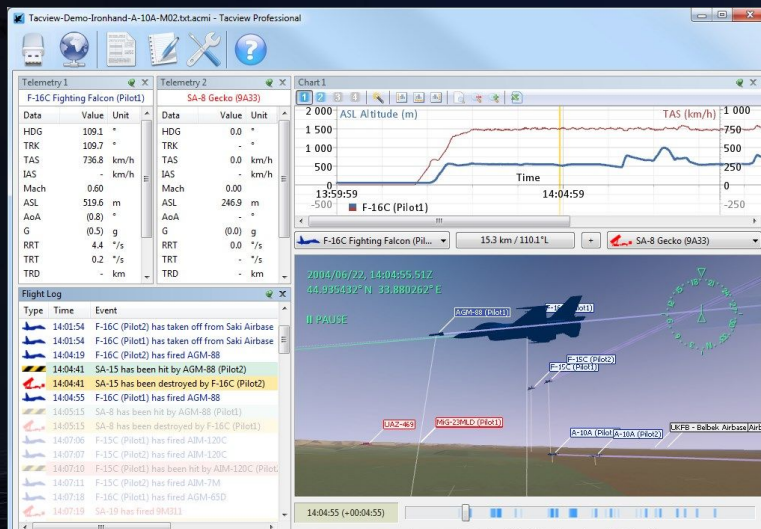 Tacview-Demo-Ironhand-A-10A-M02.txt.acmi - Tacview Professional
Telemetry 1
F-16C Fighting Falcon (Pilot1)
Data Value Unit
HDG 109.1 °
TRK 109.7 °
TAS 736.8 km/h
IAS - km/h
Mach 0.60
ASL 519.6 m
AoA (0.8) °
G (0.5) g
RRT 4.4 °/s
TRT 0.2 °/s
TRD - km
Telemetry 2
SA-8 Gecko (9A33)
Data Value Unit
HDG 0.0 °
TRK - °
TAS 0.0 km/h
IAS - km/h
Mach 0.00
ASL 246.9 m
AoA - °
G (0.0) g
RRT 0.0 °/s
TRT - °/s
TRD - km
Chart 1
1 2 3 4
ASL Altitude (m)
TAS (km/h)
2 000
1 500
1 000
500
0
-500
1 000
750
500
250
0
-250
Time
13:59:59
14:04:59
F-16C (Pilot1)
F-16C Fighting Falcon (Pil...
15.3 km / 110.1°L
+
SA-8 Gecko (9A33)
Flight Log
Type Time Event
14:01:54 F-16C (Pilot2) has taken off from Saki Airbase
14:01:54 F-16C (Pilot1) has taken off from Saki Airbase
14:04:19 F-16C (Pilot2) has fired AGM-88
14:04:41 SA-15 has been hit by AGM-88 (Pilot2)
14:04:41 SA-15 has been destroyed by F-16C (Pilot2)
14:04:55 F-16C (Pilot1) has fired AGM-88
14:05:15 SA-8 has been hit by AGM-88 (Pilot1)
14:05:15 SA-8 has been destroyed by F-16C (Pilot1)
14:07:06 F-15C (Pilot1) has fired AIM-120C
14:07:07 F-15C (Pilot2) has fired AIM-120C
14:07:10 F-15C (Pilot1) has been hit by AIM-120C (Pilot
14:07:11 F-15C (Pilot2) has fired AIM-7M
14:07:18 F-16C (Pilot1) has fired AGM-65D
14:07:19 SA-19 has fired 9M311
2004/06/22, 14:04:55.51Z
44.935432° N 33.880262° E
II PAUSE
AGM-88 (Pilot1)
F-15C (Pilot2)
F-15C (Pilot1)
UAZ-469
MiG-23MLD (Pilot1)
A-10A (Pilot
A-10A (Pilot2)
UKFB - Belbek Airbase
14:04:55 (+00:04:55)